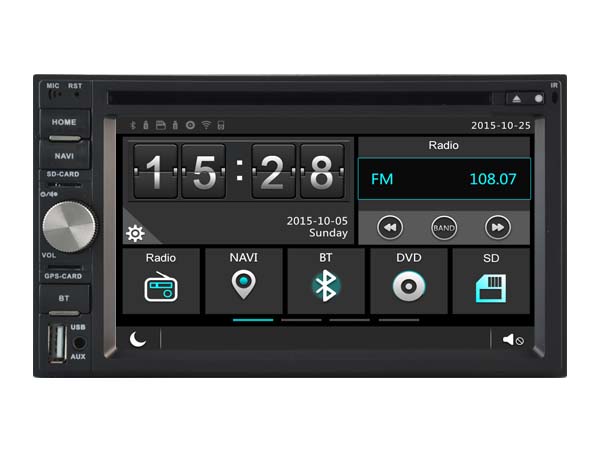 MIC RST
IR
HOME
NAVI
SD-CARD
VOL
GPS-CARD
BT
USB
AUX
2015-10-25
15:28
2015-10-05
Sunday
Radio
FM 108.07
BAND
Radio NAVI BT DVD SD